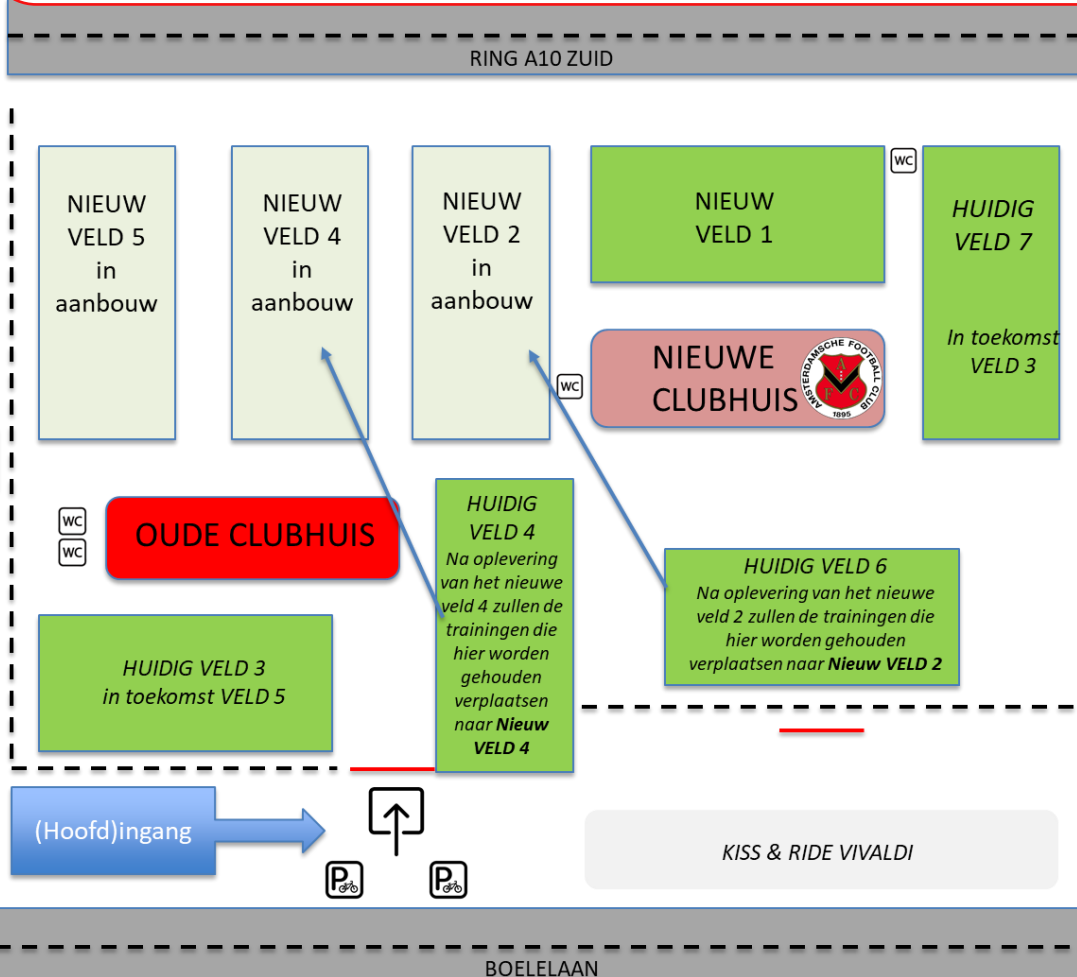 RING A10 ZUID
NIEUW
VELD 5
in
aanbouw
NIEUW
VELD 4
in
aanbouw
NIEUW
VELD 2
in
aanbouw
NIEUW
VELD 1
WC
HUIDIG
VELD 7
In toekomst
VELD 3
WC
NIEUWE
CLUBHUIS
AMSTERDAMSCHE FOOTBALL CLUB
A
F C
1895
WC
WC
OUDE CLUBHUIS
HUIDIG
VELD 4
Na oplevering
van het nieuwe
veld 4 zullen de
trainingen die
hier worden
gehouden
verplaatsen
naar Nieuw
VELD 4
HUIDIG VELD 6
Na oplevering van het nieuwe
veld 2 zullen de trainingen die
hier worden gehouden
verplaatsen naar Nieuw VELD 2
HUIDIG VELD 3
in toekomst VELD 5
(Hoofd)ingang
P
P
KISS & RIDE VIVALDI
BOELELAAN